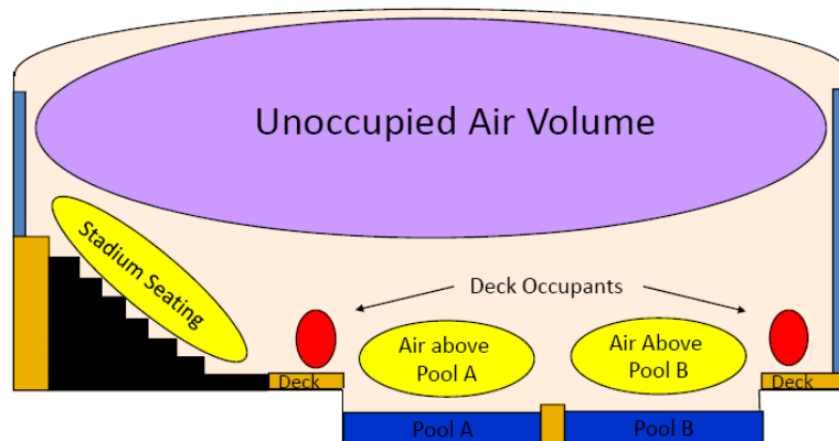 Unoccupied Air Volume
Stadium Seating
Deck Occupants
Air above
Pool A
Air Above
Pool B
Deck
Deck
Pool A
Pool B